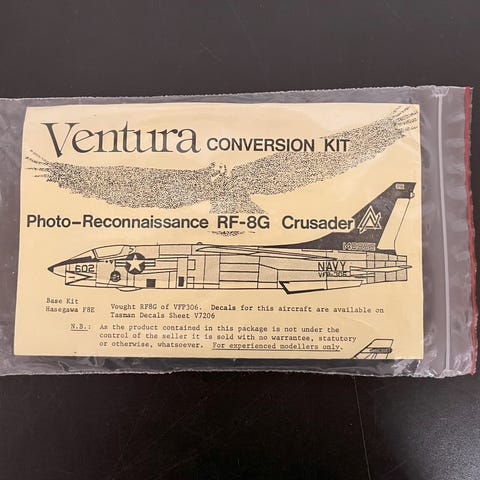 Ventura CONVERSION KIT
Photo-Reconnaissance RF-8G Crusader
602
NAVY
VFP-306
Base Kit
Hasegawa F8E
Vought RF8G of VFP306. Decals for this aircraft are available on
Tasman Decals Sheet V7206
N.B.: As the product contained in this package is not under the
control of the seller it is sold with no warrantee, statutory
or otherwise, whatsoever. For experienced modellers only.